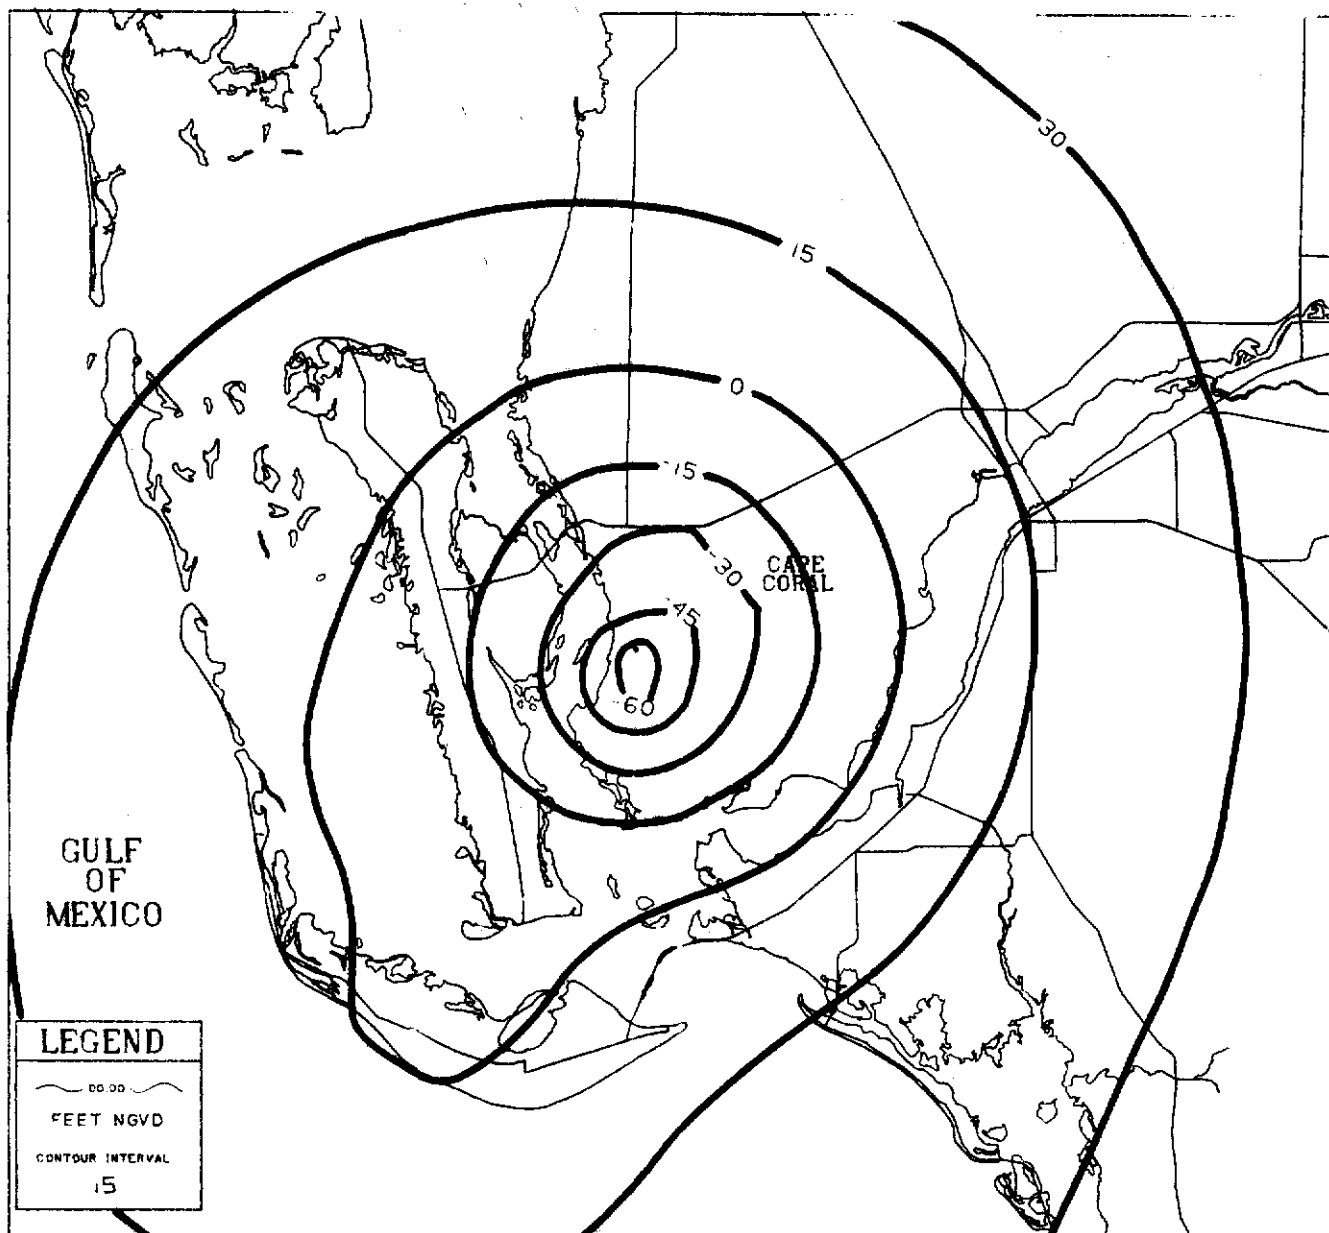 30
15
0
-15
-30
CAPE
CORAL
-45
-60
GULF
OF
MEXICO
LEGEND
00.00
FEET NGVD
CONTOUR INTERVAL
15